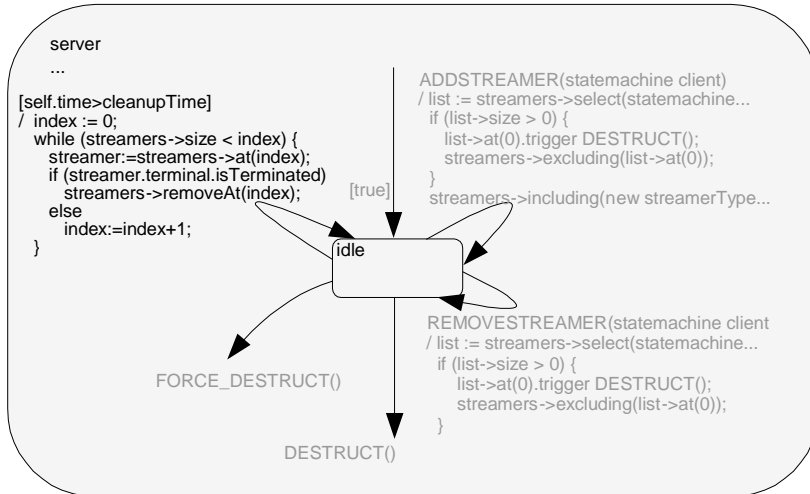 server
...
[self.time>cleanupTime]
/ index := 0;
while (streamers->size < index) {
streamer:=streamers->at(index);
if (streamer.terminal.isTerminated)
streamers->removeAt(index);
else
index:=index+1;
}
[true]
ADDSTREAMER(statemachine client)
/ list := streamers->select(statemachine...
if (list->size > 0) {
list->at(0).trigger DESTRUCT();
streamers->excluding(list->at(0));
}
streamers->including(new streamerType...
idle
REMOVESTREAMER(statemachine client
/ list := streamers->select(statemachine...
if (list->size > 0) {
list->at(0).trigger DESTRUCT();
streamers->excluding(list->at(0));
}
FORCE_DESTRUCT()
DESTRUCT()